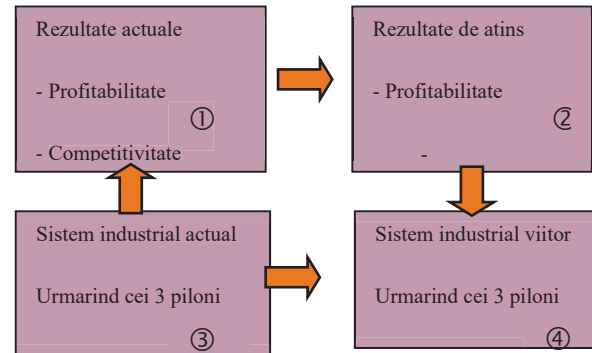 Rezultate actuale
- Profitabilitate
①
- Competitivitate
Rezultate de atins
- Profitabilitate
②
-
Sistem industrial actual
Urmarind cei 3 piloni
③
Sistem industrial viitor
Urmarind cei 3 piloni
④